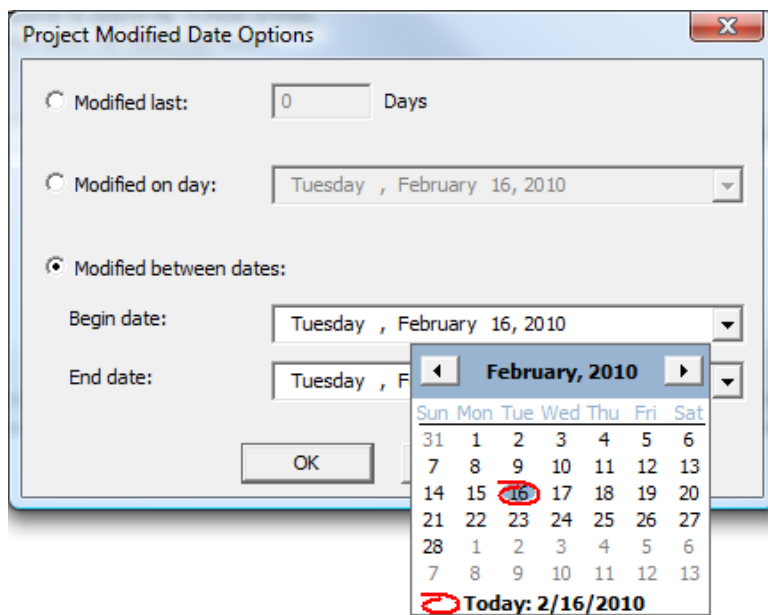 Project Modified Date Options
Modified last: 0 Days
Modified on day: Tuesday , February 16, 2010
Modified between dates:
Begin date: Tuesday , February 16, 2010
End date: Tuesday ,
February, 2010
Sun Mon Tue Wed Thu Fri Sat
31 1 2 3 4 5 6
7 8 9 10 11 12 13
14 15 16 17 18 19 20
21 22 23 24 25 26 27
28 1 2 3 4 5 6
7 8 9 10 11 12 13
Today: 2/16/2010
OK